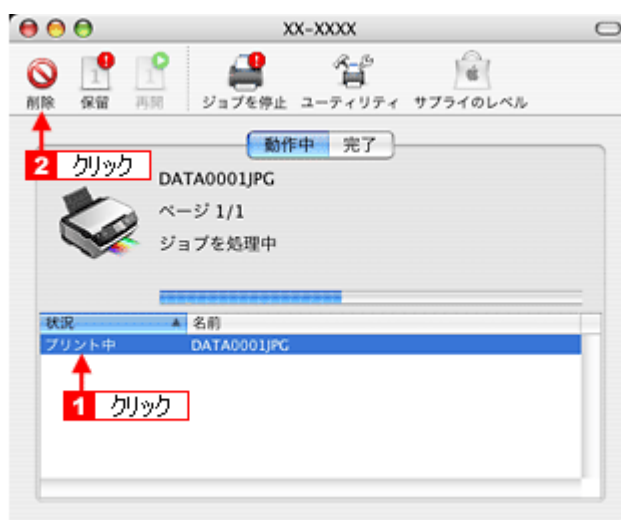 XX-XXXX
1 1
削除 保留 再開 ジョブを停止 ユーティリティ サプライのレベル
動作中 完了
2 クリック
DATA0001JPG
ページ 1/1
ジョブを処理中
状況 名前
プリント中 DATA0001JPG
1 クリック